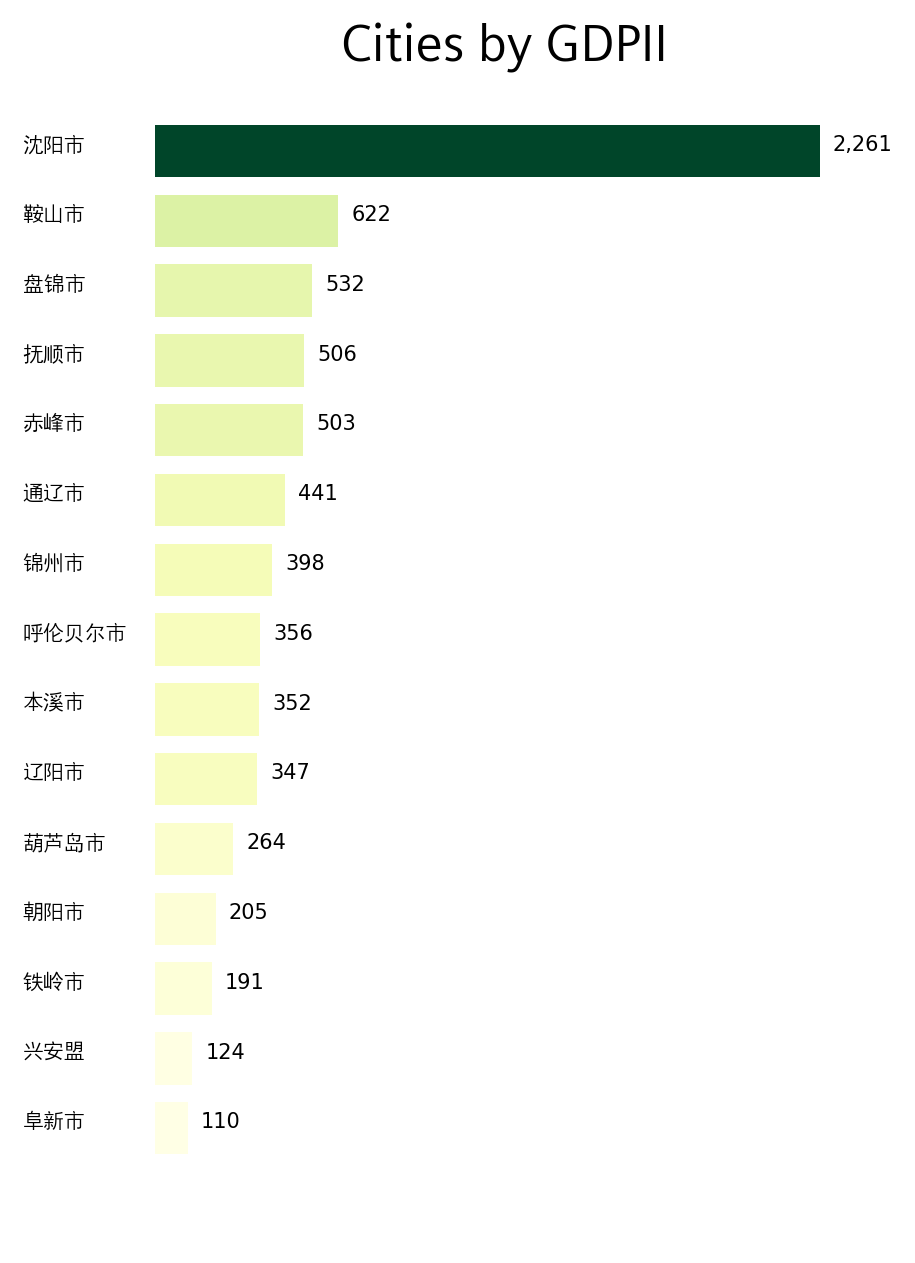 Cities by GDPII
沈阳市 2,261
鞍山市 622
盘锦市 532
抚顺市 506
赤峰市 503
通辽市 441
锦州市 398
呼伦贝尔市 356
本溪市 352
辽阳市 347
葫芦岛市 264
朝阳市 205
铁岭市 191
兴安盟 124
阜新市 110